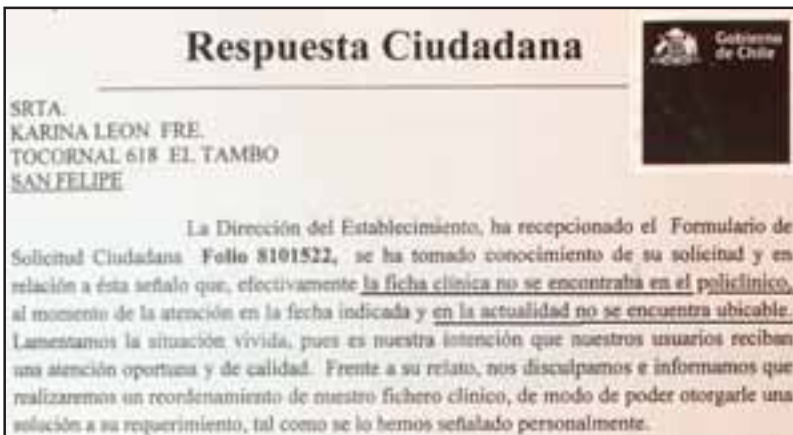 Respuesta Ciudadana
Gobierno
de Chile
SRTA.
KARINA LEON FRE.
TOCORNAL 618 EL TAMBO
SAN FELIPE
La Dirección del Establecimiento, ha recepcionado el Formulario de
Solicitud Ciudadana Folio 8101522, se ha tomado conocimiento de su solicitud y en
relación a ésta señalo que, efectivamente la ficha clínica no se encontraba en el policlínico,
al momento de la atención en la fecha indicada y en la actualidad no se encuentra ubicable.
Lamentamos la situación vivida, pues es nuestra intención que nuestros usuarios reciban
una atención oportuna y de calidad. Frente a su relato, nos disculpamos e informamos que
realizaremos un reordenamiento de nuestro fichero clínico, de modo de poder otorgarle una
solución a su requerimiento, tal como se lo hemos señalado personalmente.